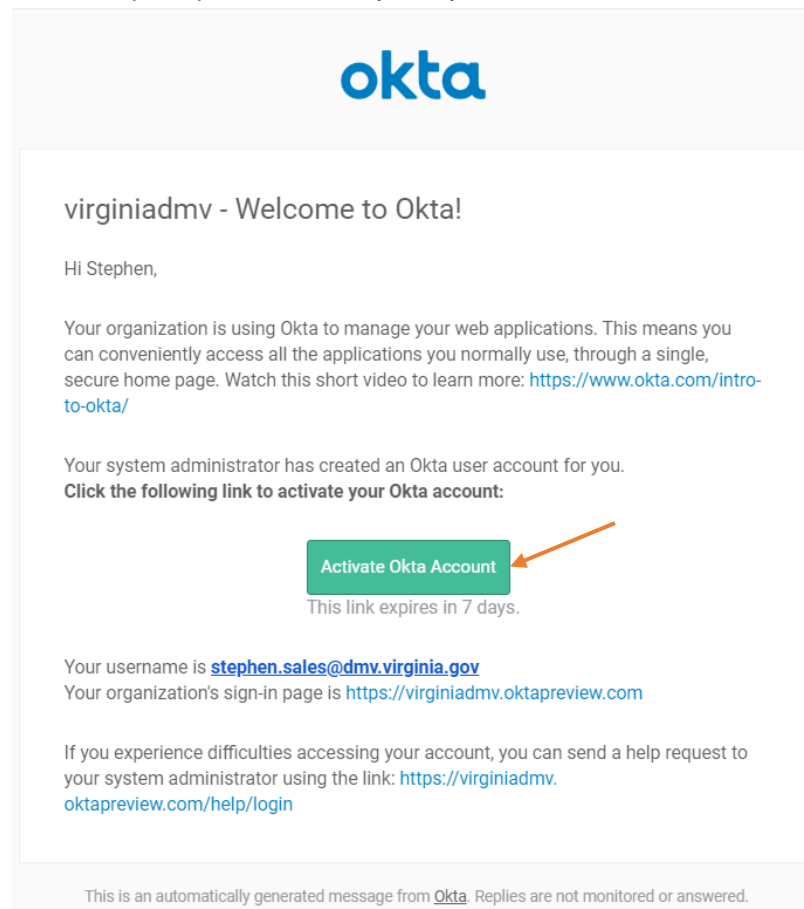 okta
virginiadmv - Welcome to Okta!
Hi Stephen,
Your organization is using Okta to manage your web applications. This means you
can conveniently access all the applications you normally use, through a single,
secure home page. Watch this short video to learn more: https://www.okta.com/intro-
to-okta/
Your system administrator has created an Okta user account for you.
Click the following link to activate your Okta account:
Activate Okta Account
This link expires in 7 days.
Your username is stephen.sales@dmv.virginia.gov
Your organization's sign-in page is https://virginiadmv.oktapreview.com
If you experience difficulties accessing your account, you can send a help request to
your system administrator using the link: https://virginiadmv.
oktapreview.com/help/login
This is an automatically generated message from Okta. Replies are not monitored or answered.